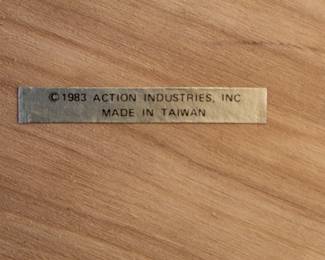 ©1983 ACTION INDUSTRIES, INC
MADE IN TAIWAN